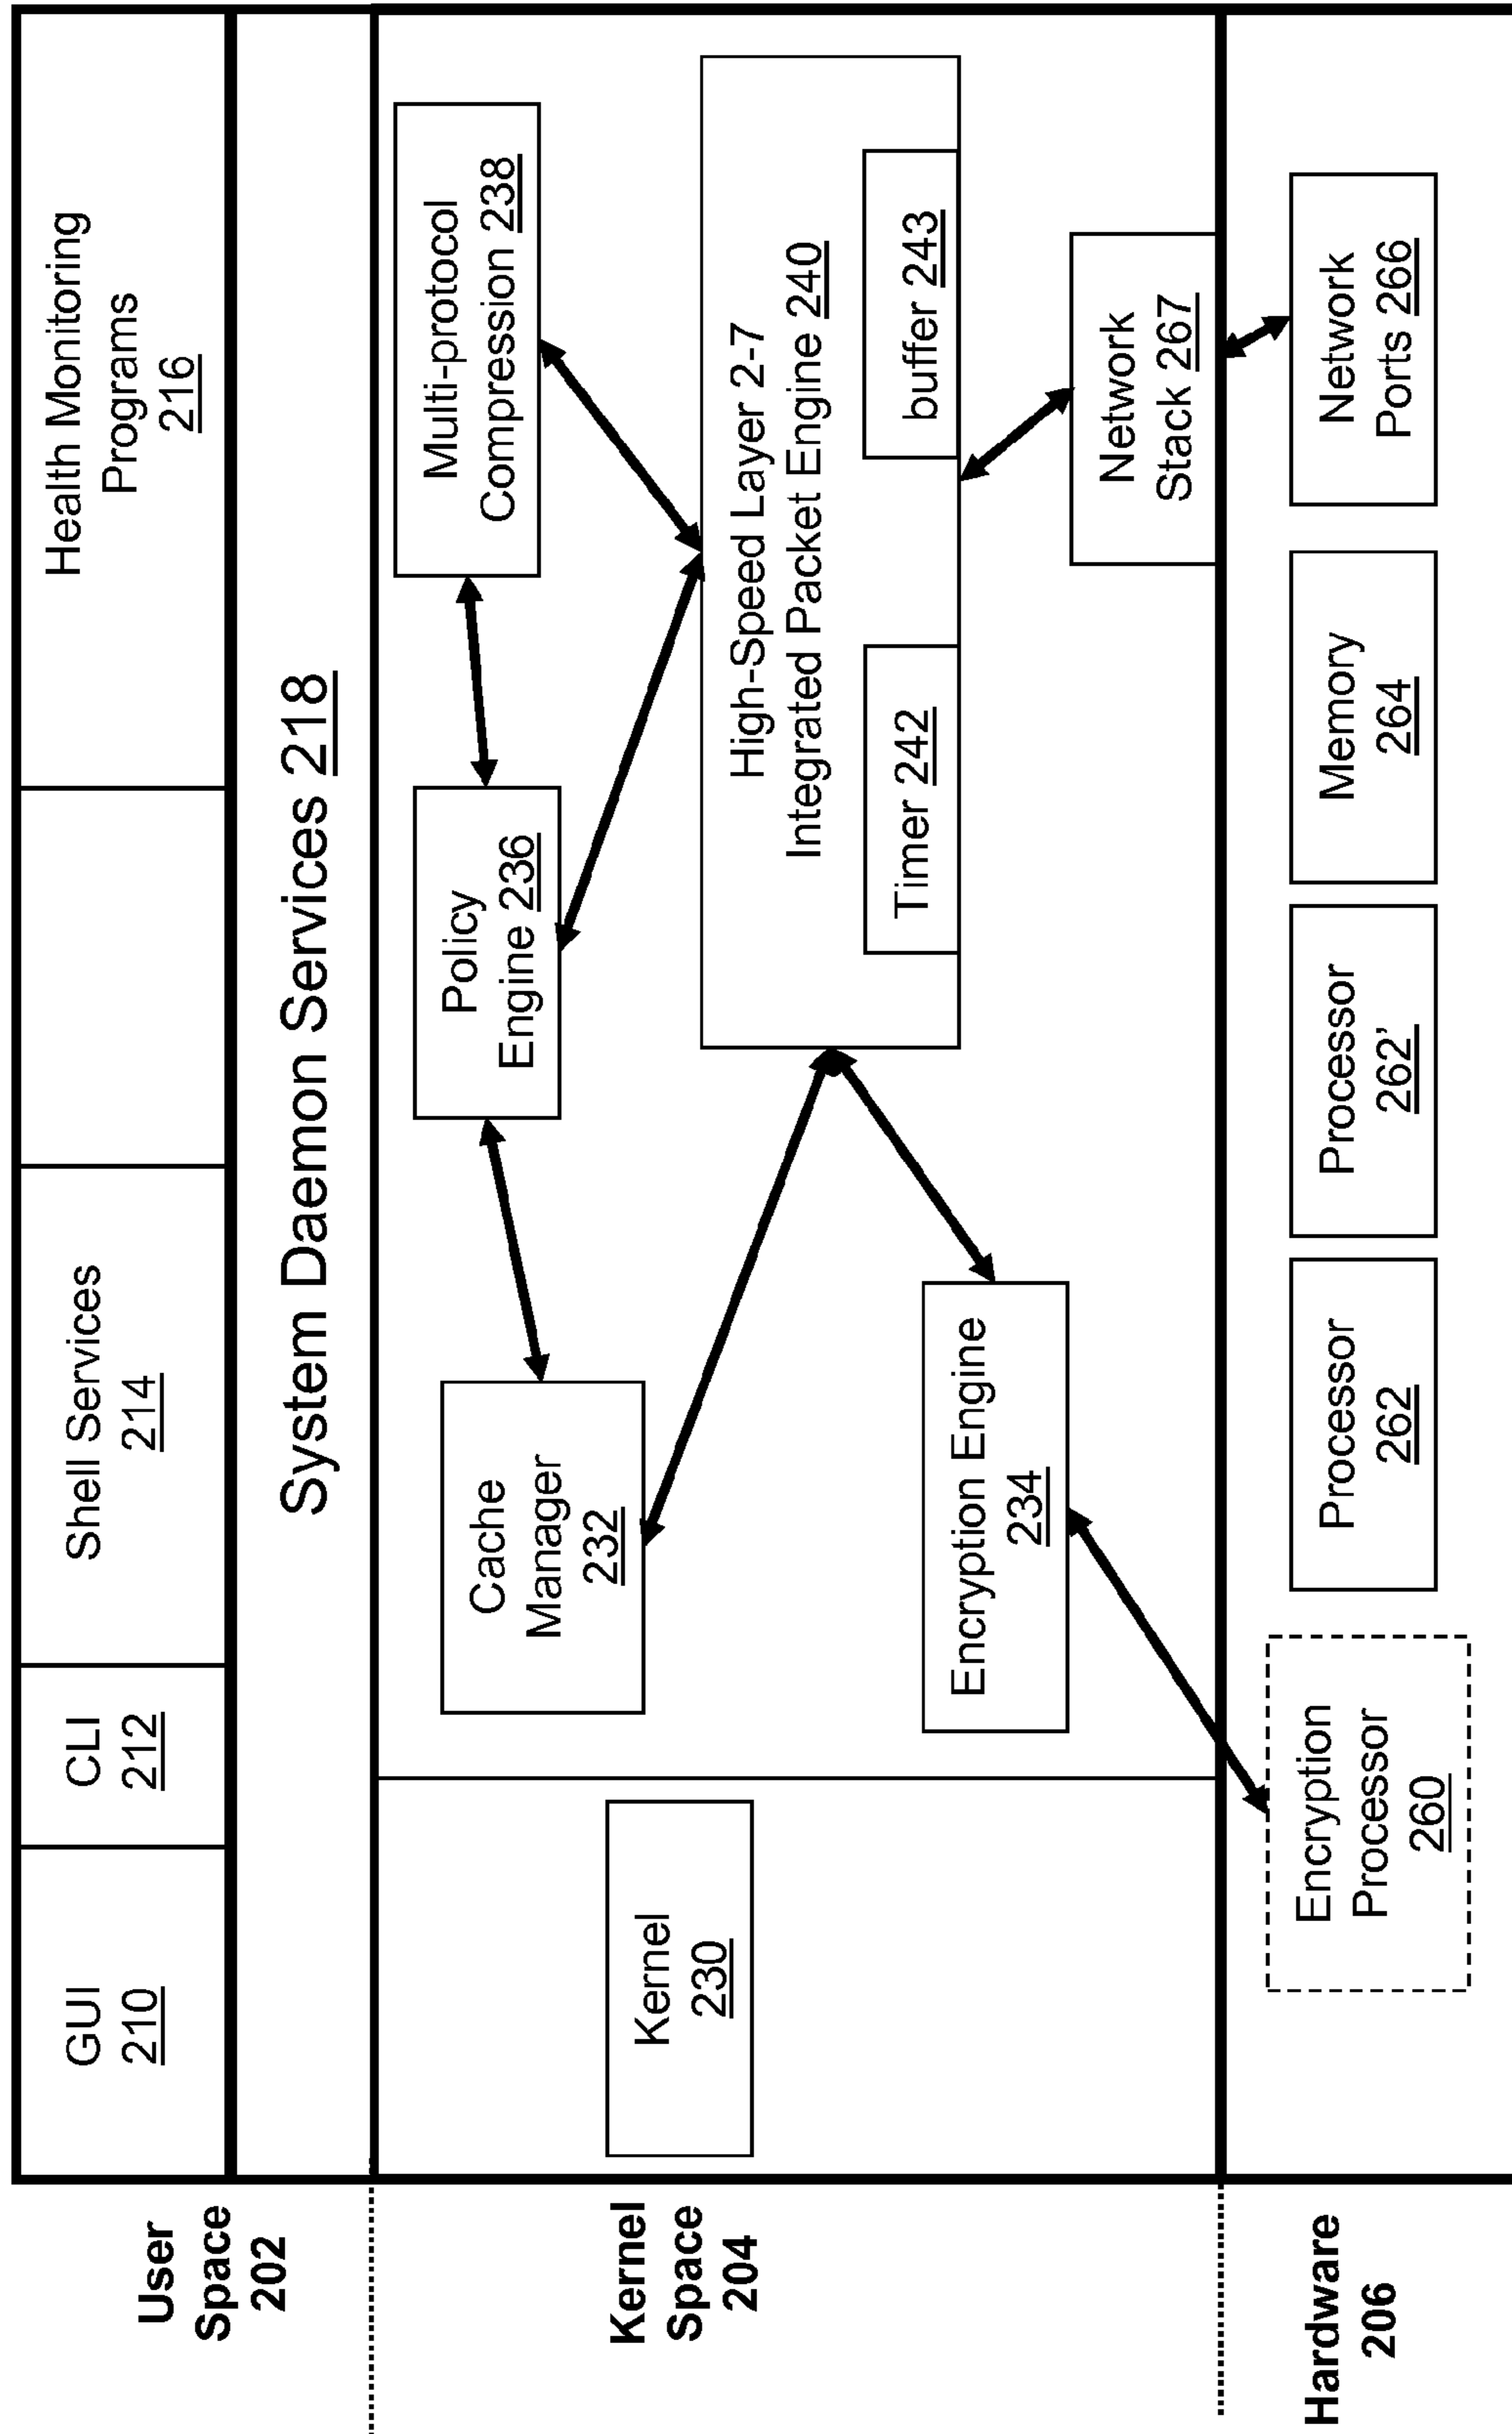 User
Space
202
GUI
210
CLI
212
Shell Services
214
Health Monitoring
Programs
216
System Daemon Services 218
Kernel
Space
204
Kernel
230
Cache
Manager
232
Policy
Engine 236
Multi-protocol
Compression 238
High-Speed Layer 2-7
Integrated Packet Engine 240
Timer 242
buffer 243
Encryption Engine
234
Network
Stack 267
Hardware
206
Encryption
Processor
260
Processor
262
Processor
262’
Memory
264
Network
Ports 266